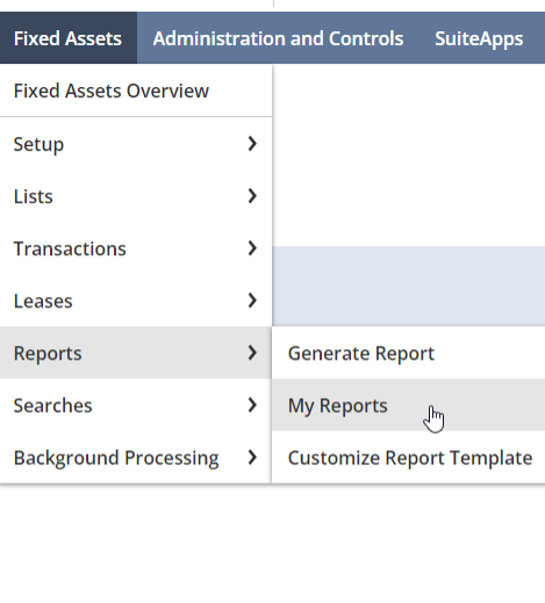 Fixed Assets Administration and Controls SuiteApps
Fixed Assets Overview
Setup
Lists
Transactions
Leases
Reports
Generate Report
Searches
My Reports
Background Processing
Customize Report Template